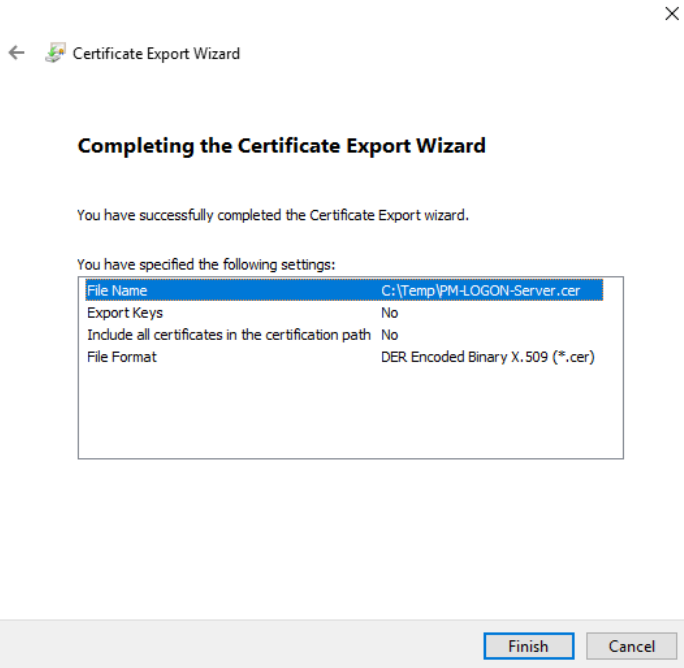 Certificate Export Wizard
Completing the Certificate Export Wizard
You have successfully completed the Certificate Export wizard.
You have specified the following settings:
File Name C:\Temp\PM-LOGON-Server.cer
Export Keys No
Include all certificates in the certification path No
File Format DER Encoded Binary X.509 (*.cer)
Finish Cancel